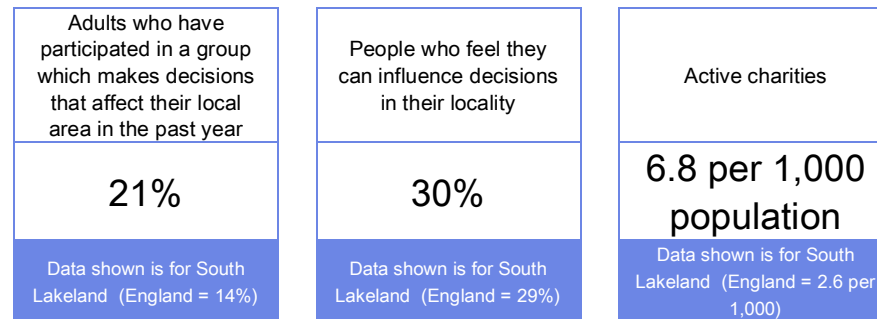 Adults who have
participated in a group
which makes decisions
that affect their local
area in the past year
21%
Data shown is for South
Lakeland (England = 14%)
People who feel they
can influence decisions
in their locality
30%
Data shown is for South
Lakeland (England = 29%)
Active charities
6.8 per 1,000
population
Data shown is for South
Lakeland (England = 2.6 per
1,000)